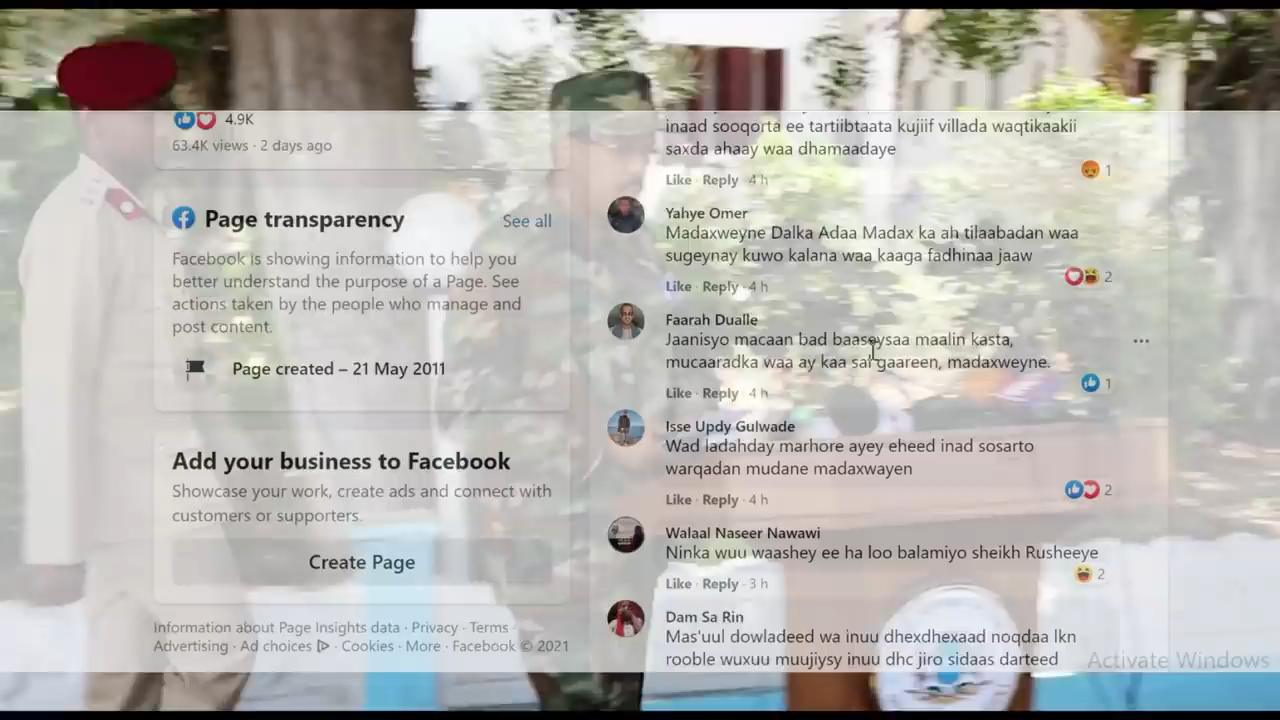 4.9K
63.4K views · 2 days ago
Page transparency
See all
Facebook is showing information to help you
better understand the purpose of a Page. See
actions taken by the people who manage and
post content.
Page created – 21 May 2011
Add your business to Facebook
Showcase your work, create ads and connect with
customers or supporters.
Create Page
Information about Page Insights data · Privacy · Terms ·
Advertising · Ad choices · Cookies · More · Facebook © 2021
inaad sooqorta ee tartiibtaata kujiif villada waqtikaakii
saxda ahaay waa dhamaadaye
1
Like · Reply · 4 h
Yahye Omer
Madaxweyne Dalka Adaa Madax ka ah tilaabadan waa
sugeynay kuwo kalana waa kaaga fadhinaa jaaw
2
Like · Reply · 4 h
Faarah Dualle
Jaanisyo macaan bad baaseysaa maalin kasta,
mucaaradka waa ay kaa sargaareen, madaxweyne.
1
Like · Reply · 4 h
Isse Updy Gulwade
Wad ladahday marhore ayey eheed inad sosarto
warqadan mudane madaxwayen
2
Like · Reply · 4 h
Walaal Naseer Nawawi
Ninka wuu waashey ee ha loo balamiyo sheikh Rusheeye
2
Like · Reply · 3 h
Dam Sa Rin
Mas'uul dowladeed wa inuu dhexdhexaad noqdaa lkn
rooble wuxuu muujiysy inuu dhc jiro sidaas darteed
Activate Windows